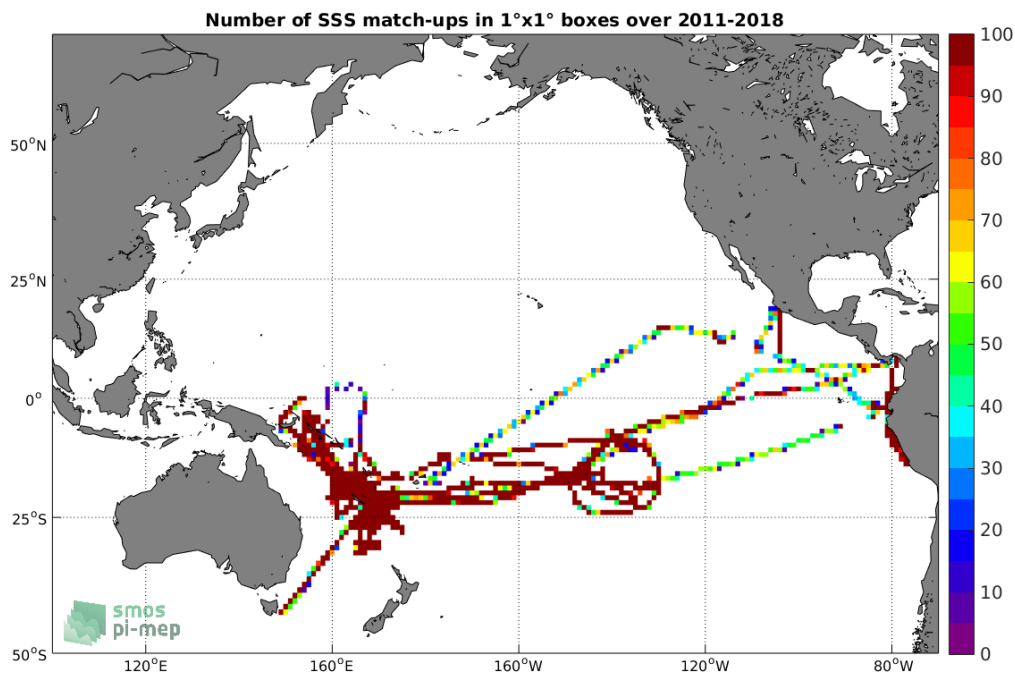 Number of SSS match-ups in 1°x1° boxes over 2011-2018
100
90
80
70
60
50
40
30
20
10
0
50°N
25°N
0°
25°S
50°S
120°E
160°E
160°W
120°W
80°W
smos
pi-mep